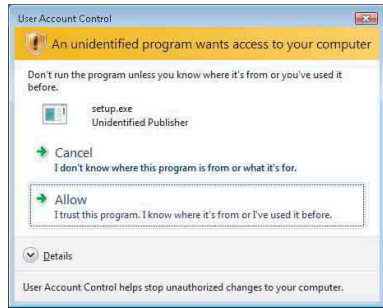 User Account Control
An unidentified program wants access to your computer
Don't run the program unless you know where it's from or you've used it
before.
setup.exe
Unidentified Publisher
Cancel
I don't know where this program is from or what it's for.
Allow
I trust this program. I know where it's from or I've used it before.
Details
User Account Control helps stop unauthorized changes to your computer.